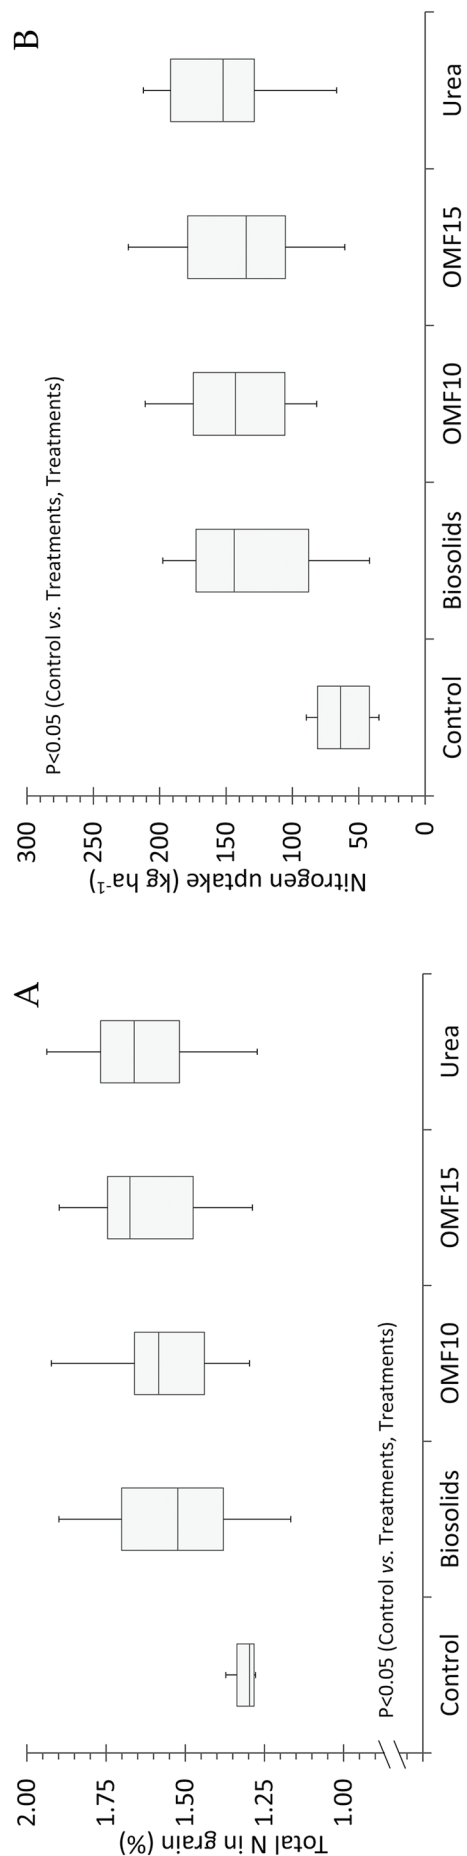 A
Total N in grain (%)
2.00
1.75
1.50
1.25
1.00
P<0.05 (Control vs. Treatments, Treatments)
Control
Biosolids
OMF10
OMF15
Urea
B
Nitrogen uptake (kg ha-1)
300
250
200
150
100
50
0
P<0.05 (Control vs. Treatments, Treatments)
Control
Biosolids
OMF10
OMF15
Urea